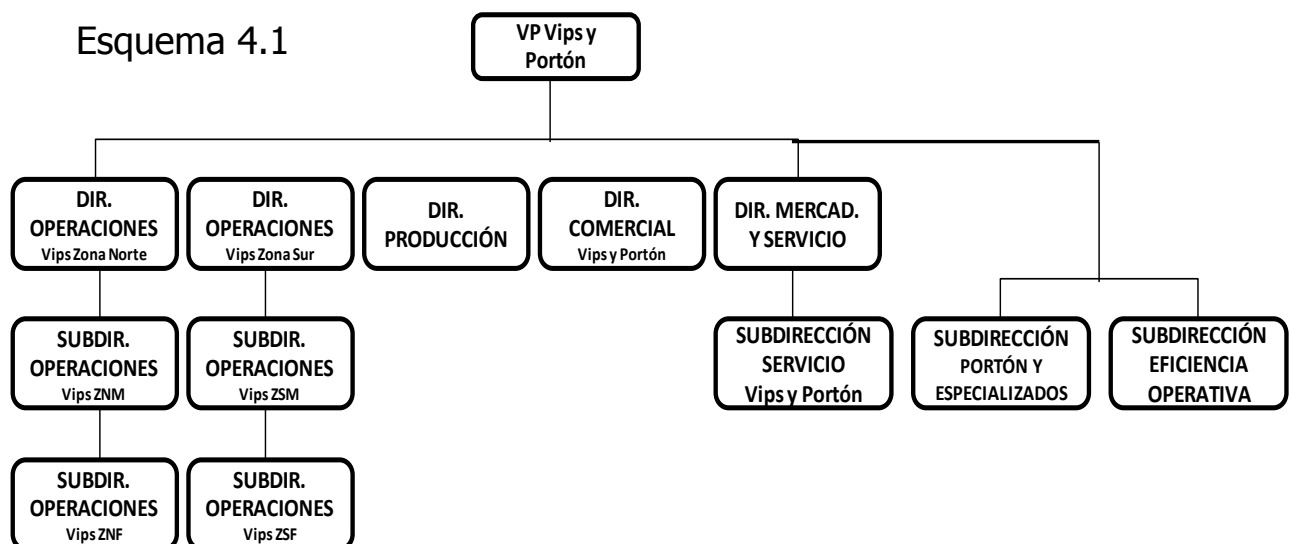 Esquema 4.1
VP Vips y
Portón
DIR.
OPERACIONES
Vips Zona Norte
DIR.
OPERACIONES
Vips Zona Sur
DIR.
PRODUCCIÓN
DIR.
COMERCIAL
Vips y Portón
DIR. MERCAD.
Y SERVICIO
SUBDIR.
OPERACIONES
Vips ZNM
SUBDIR.
OPERACIONES
Vips ZSM
SUBDIRECCIÓN
SERVICIO
Vips y Portón
SUBDIRECCIÓN
PORTÓN Y
ESPECIALIZADOS
SUBDIRECCIÓN
EFICIENCIA
OPERATIVA
SUBDIR.
OPERACIONES
Vips ZNF
SUBDIR.
OPERACIONES
Vips ZSF